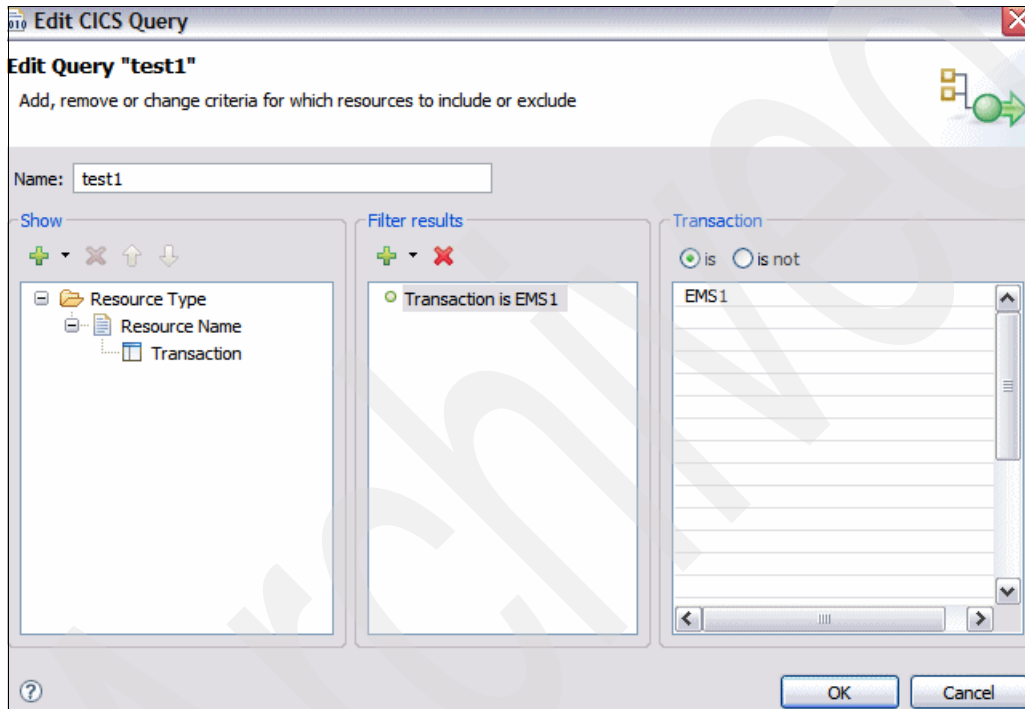 Edit CICS Query
Edit Query "test1"
Add, remove or change criteria for which resources to include or exclude
Name: test1
Show
Filter results
Transaction
is
is not
Resource Type
Resource Name
Transaction
Transaction is EMS1
EMS1
OK
Cancel
Archived